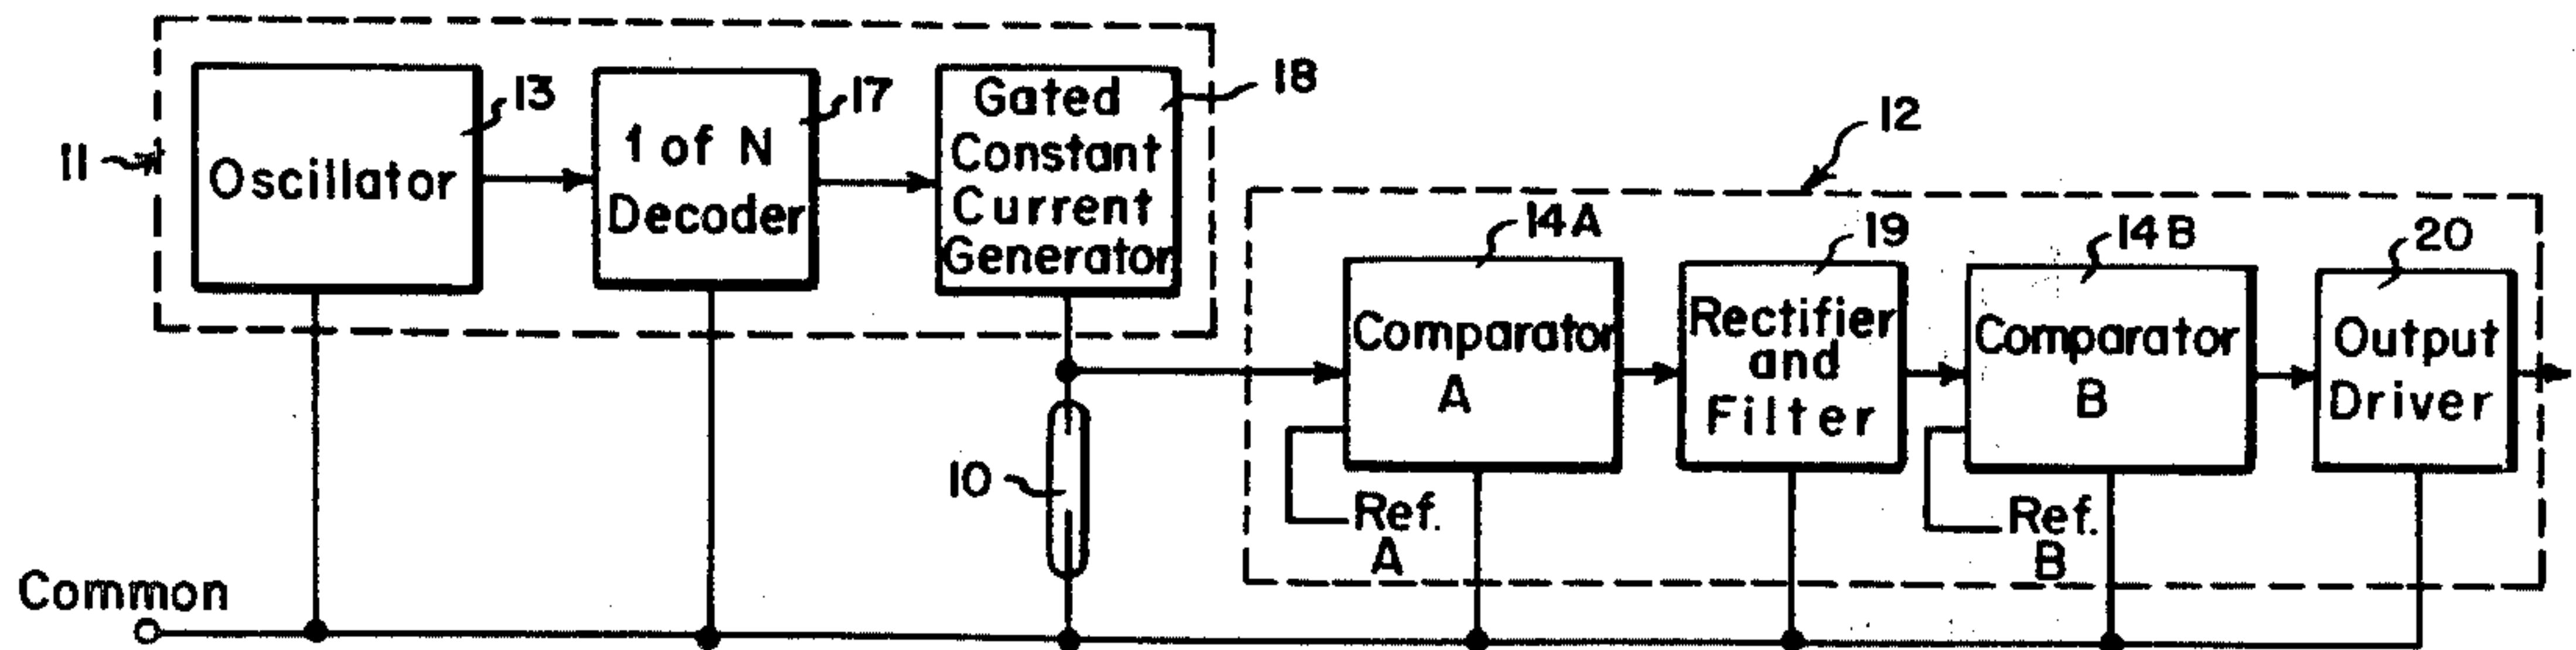 11
Oscillator
13
1 of N
Decoder
17
Gated
Constant
Current
Generator
18
12
14A
Comparator
A
Ref.
A
19
Rectifier
and
Filter
14B
Comparator
B
Ref.
B
20
Output
Driver
10
Common